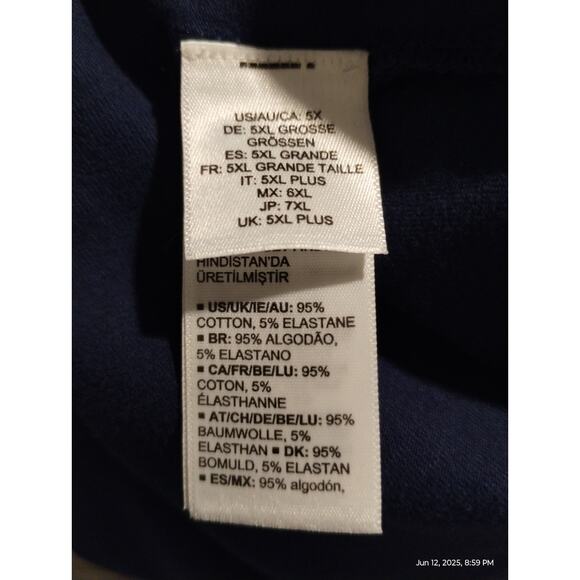 US/AU/CA: 5X
DE: 5XL GROSSE
GRÖSSEN
ES: 5XL GRANDE
FR: 5XL GRANDE TAILLE
IT: 5XL PLUS
MX: 6XL
JP: 7XL
UK: 5XL PLUS
HİNDİSTAN'DA
ÜRETİLMİŞTİR
▪ US/UK/IE/AU: 95%
COTTON, 5% ELASTANE
▪ BR: 95% ALGODÃO,
5% ELASTANO
▪ CA/FR/BE/LU: 95%
COTON, 5%
ÉLASTHANNE
▪ AT/CH/DE/BE/LU: 95%
BAUMWOLLE, 5%
ELASTHAN ▪ DK: 95%
BOMULD, 5% ELASTAN
▪ ES/MX: 95% algodón,
Jun 12, 2025, 8:59 PM